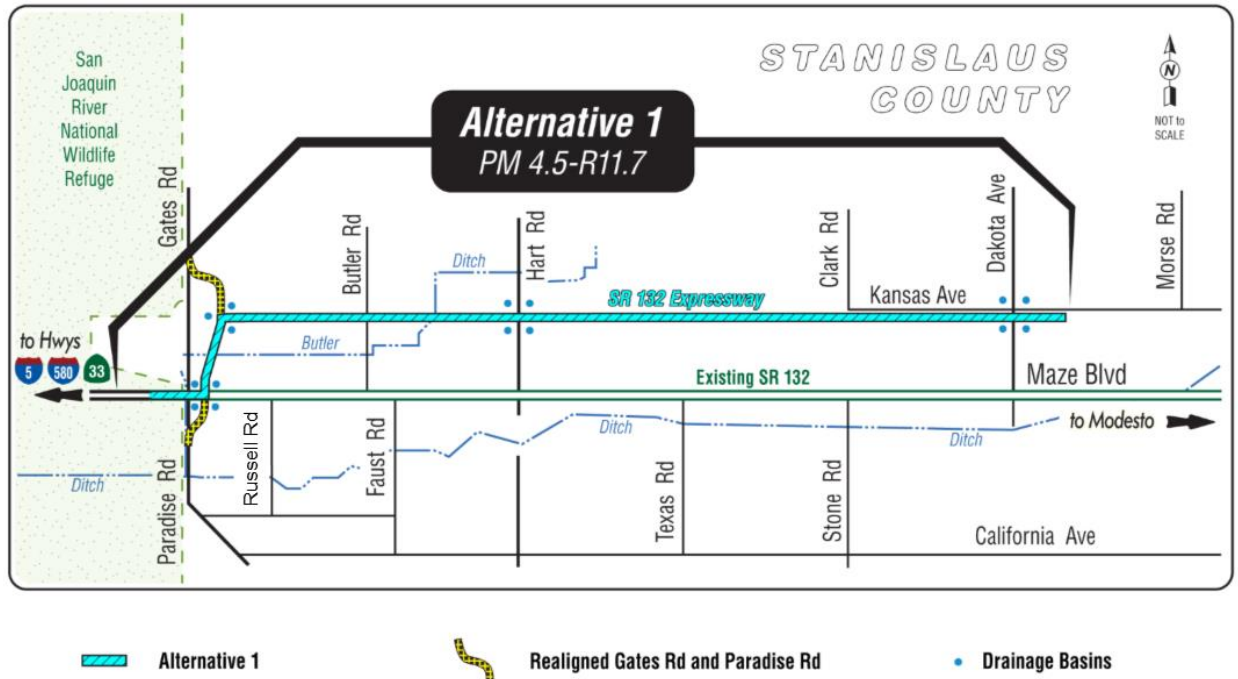 San
Joaquin
River
National
Wildlife
Refuge
STANISLAUS
COUNTY
N
NOT to
SCALE
Alternative 1
PM 4.5-R11.7
Gates Rd
Butler Rd
Ditch
Hart Rd
Clark Rd
Dakota Ave
Morse Rd
SR 132 Expressway
Kansas Ave
to Hwys
5 580 33
Butler
Ditch
Existing SR 132
Maze Blvd
to Modesto
Ditch
Ditch
Ditch
Paradise Rd
Russell Rd
Faust Rd
Texas Rd
Stone Rd
California Ave
Alternative 1
Realigned Gates Rd and Paradise Rd
Drainage Basins